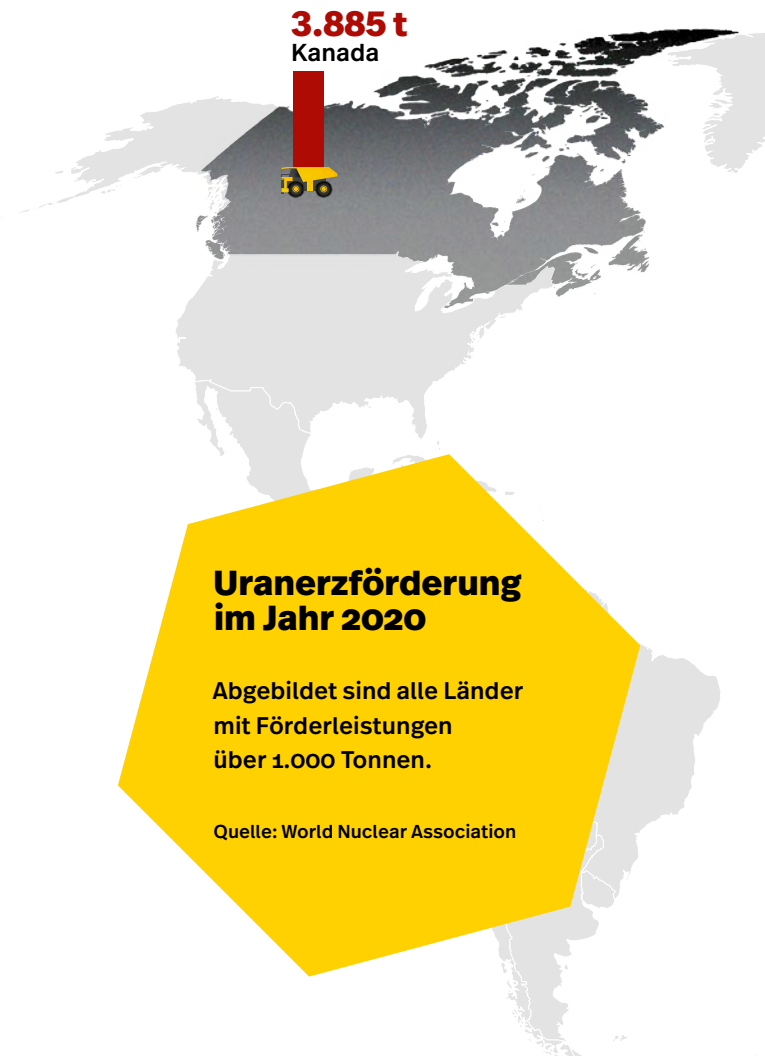 3.885 t
Kanada
Uranerzförderung
im Jahr 2020
Abgebildet sind alle Länder
mit Förderleistungen
über 1.000 Tonnen.
Quelle: World Nuclear Association